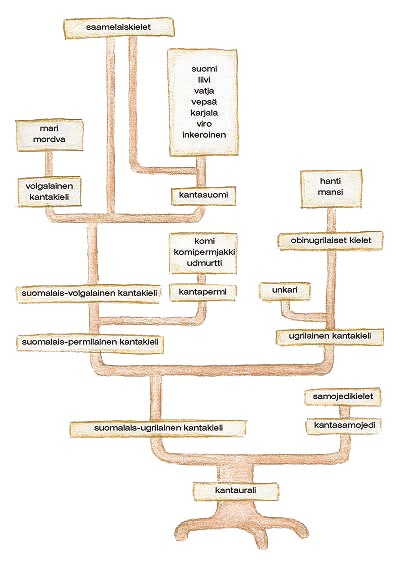 saamelaiskielet
suomi
liivi
vatja
vepsä
karjala
viro
inkeroinen
mari
mordva
hanti
mansi
volgalainen
kantakieli
kantasuomi
komi
komipermjakki
udmurtti
obinugrilaiset kielet
suomalais-volgalainen kantakieli
kantapermi
unkari
suomalais-permilainen kantakieli
ugrilainen kantakieli
samojedikielet
suomalais-ugrilainen kantakieli
kantasamojedi
kantaurali